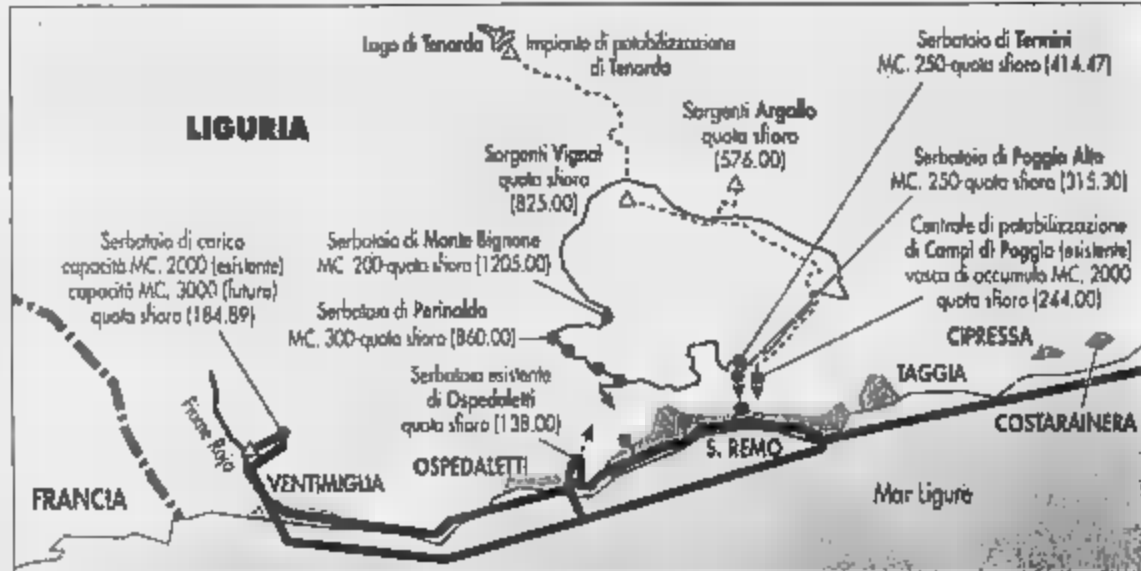 Lago di Tenarda
Impianto di potabilizzazione
di Tenarda
Serbatoio di Termini
MC. 250-quota sfioro (414.47)
LIGURIA
Sorgenti Argallo
quota sfioro
(576.00)
Sorgenti Vignai
quota sfioro
(825.00)
Serbatoio di Poggio Alto
MC. 250-quota sfioro (315.30)
Serbatoio di carico
capacità MC. 2000 (esistente)
capacità MC. 3000 (futura)
quota sfioro (184.89)
Serbatoio di Monte Bignone
MC. 200-quota sfioro (1205.00)
Centrale di potabilizzazione
di Campi di Poggio (esistente)
vasca di accumulo MC. 2000
quota sfioro (244.00)
Serbatoio di Perinaldo
MC. 300-quota sfioro (860.00)
Serbatoio esistente
di Ospedaletti
quota sfioro (138.00)
CIPRESSA
TAGGIA
COSTARAINERA
Fiume Roja
OSPEDALETTI
S. REMO
VENTIMIGLIA
FRANCIA
Mar Ligure